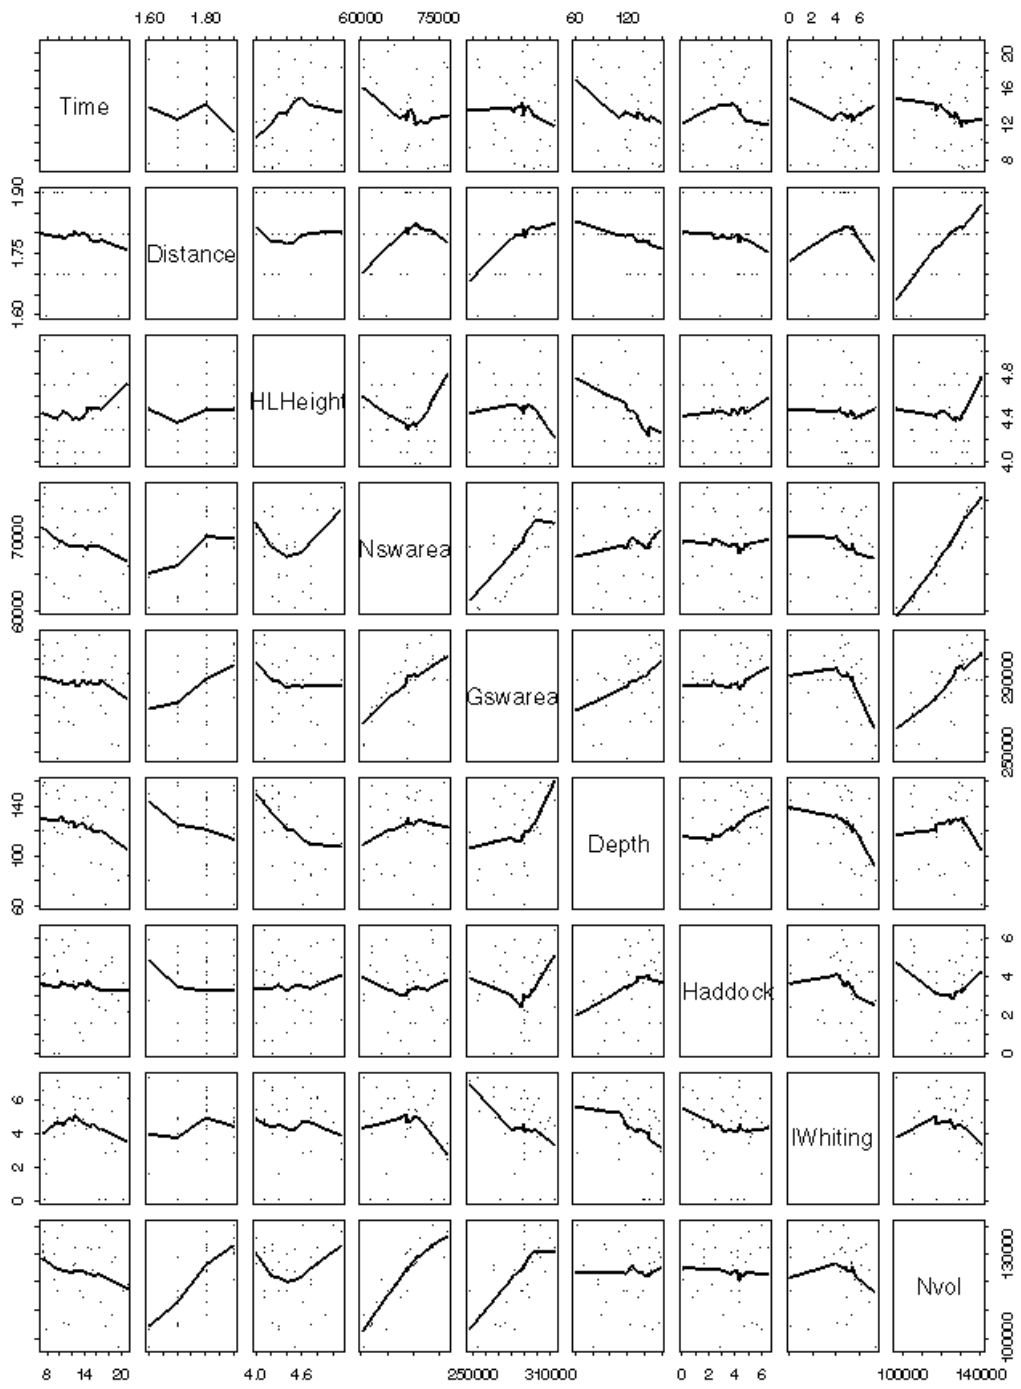 1.60 1.80 60000 75000 60 120 0 2 4 6
Time 8 12 16 20
1.60 1.75 1.90 Distance
HLHeight 4.0 4.4 4.8
60000 70000 Nswarea
Gswarea 250000 290000
60 100 140 Depth
Haddock 0 2 4 6
0 2 4 6 lWhiting
Nvol 100000 130000
8 14 20 4.0 4.6 250000 310000 0 2 4 6 100000 140000